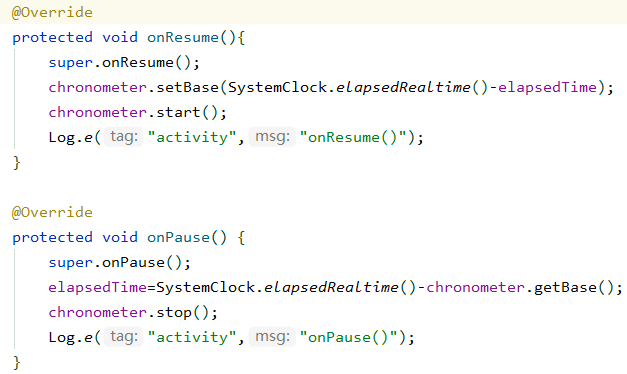 @Override
protected void onResume(){
super.onResume();
chronometer.setBase(SystemClock.elapsedRealtime()-elapsedTime);
chronometer.start();
Log.e( tag: "activity", msg: "onResume()");
}
@Override
protected void onPause() {
super.onPause();
elapsedTime=SystemClock.elapsedRealtime()-chronometer.getBase();
chronometer.stop();
Log.e( tag: "activity", msg: "onPause()");
}